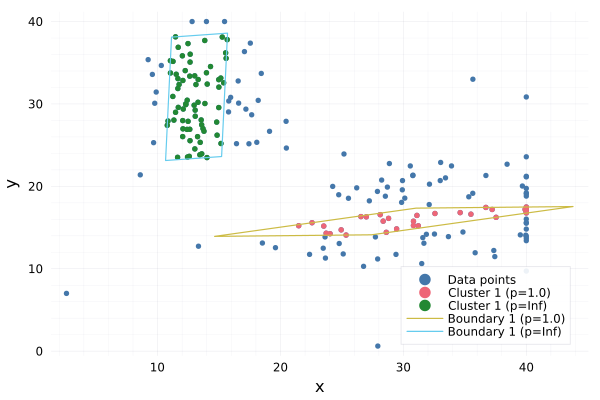 40
30
20
10
0
y
10
20
30
40
x
Data points
Cluster 1 (p=1.0)
Cluster 1 (p=Inf)
Boundary 1 (p=1.0)
Boundary 1 (p=Inf)